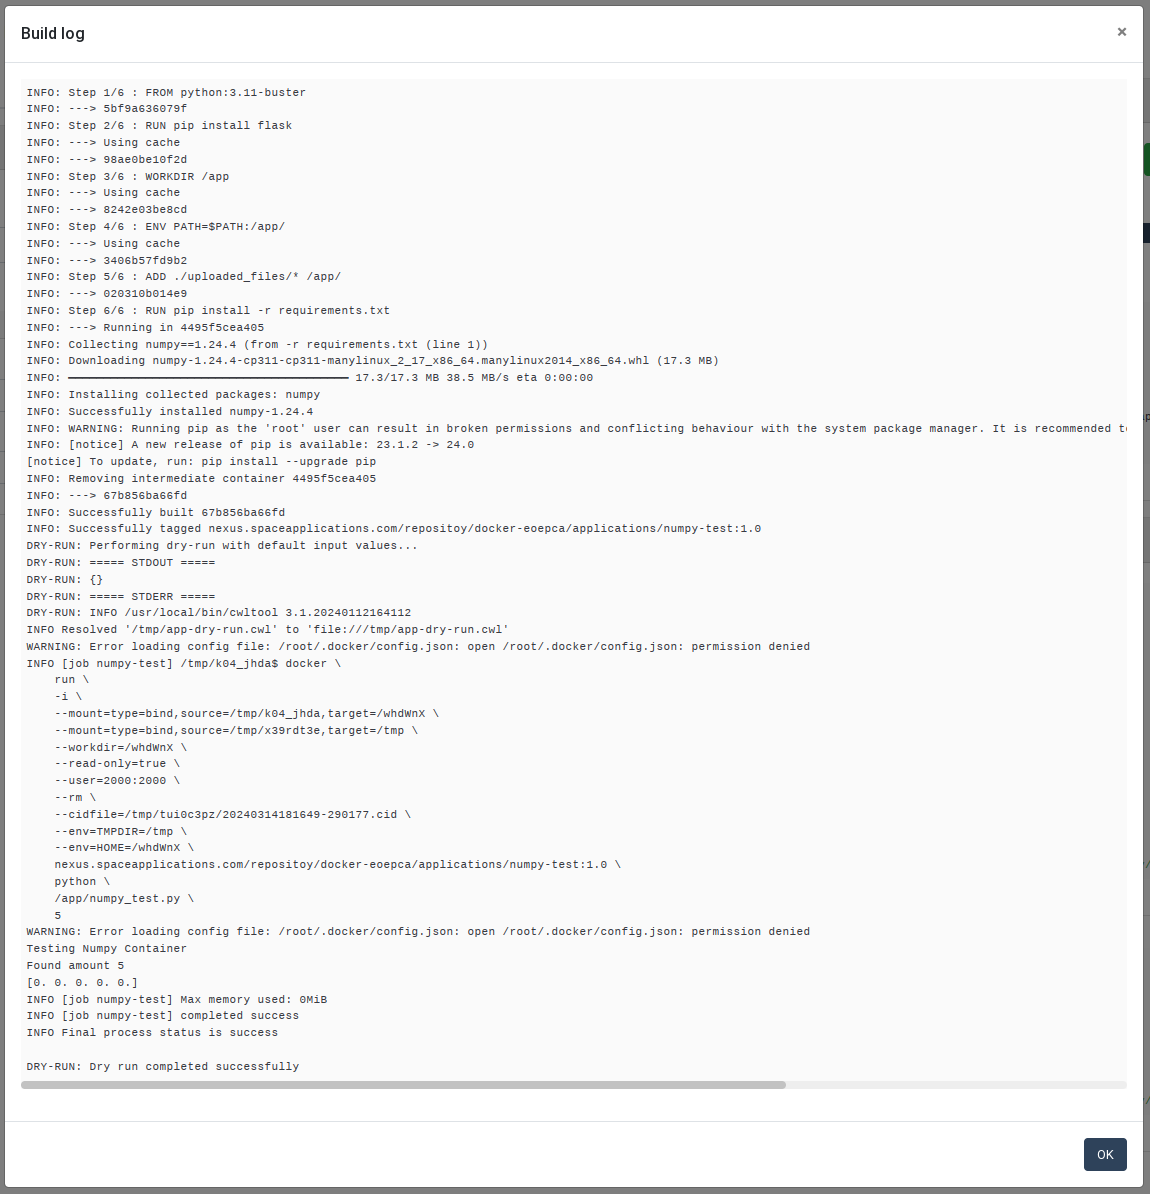 Build log
×
INFO: Step 1/6 : FROM python:3.11-buster
INFO: ---> 5bf9a636079f
INFO: Step 2/6 : RUN pip install flask
INFO: ---> Using cache
INFO: ---> 98ae0be10f2d
INFO: Step 3/6 : WORKDIR /app
INFO: ---> Using cache
INFO: ---> 8242e03be8cd
INFO: Step 4/6 : ENV PATH=$PATH:/app/
INFO: ---> Using cache
INFO: ---> 3406b57fd9b2
INFO: Step 5/6 : ADD ./uploaded_files/* /app/
INFO: ---> 020310b014e9
INFO: Step 6/6 : RUN pip install -r requirements.txt
INFO: ---> Running in 4495f5cea405
INFO: Collecting numpy==1.24.4 (from -r requirements.txt (line 1))
INFO: Downloading numpy-1.24.4-cp311-cp311-manylinux_2_17_x86_64.manylinux2014_x86_64.whl (17.3 MB)
INFO: ━━━━━━━━━━━━━━━━━━━━━━━━━━━━━━━━━━━━━━━━ 17.3/17.3 MB 38.5 MB/s eta 0:00:00
INFO: Installing collected packages: numpy
INFO: Successfully installed numpy-1.24.4
INFO: WARNING: Running pip as the 'root' user can result in broken permissions and conflicting behaviour with the system package manager. It is recommended
INFO: [notice] A new release of pip is available: 23.1.2 -> 24.0
[notice] To update, run: pip install --upgrade pip
INFO: Removing intermediate container 4495f5cea405
INFO: ---> 67b856ba66fd
INFO: Successfully built 67b856ba66fd
INFO: Successfully tagged nexus.spaceapplications.com/repositoy/docker-eoepca/applications/numpy-test:1.0
DRY-RUN: Performing dry-run with default input values...
DRY-RUN: ===== STDOUT =====
DRY-RUN: {}
DRY-RUN: ===== STDERR =====
DRY-RUN: INFO /usr/local/bin/cwltool 3.1.20240112164112
INFO Resolved '/tmp/app-dry-run.cwl' to 'file:///tmp/app-dry-run.cwl'
WARNING: Error loading config file: /root/.docker/config.json: open /root/.docker/config.json: permission denied
INFO [job numpy-test] /tmp/k04_jhda$ docker \
run \
-i \
--mount=type=bind,source=/tmp/k04_jhda,target=/whdWnX \
--mount=type=bind,source=/tmp/x39rdt3e,target=/tmp \
--workdir=/whdWnX \
--read-only=true \
--user=2000:2000 \
--rm \
--cidfile=/tmp/tui0c3pz/20240314181649-290177.cid \
--env=TMPDIR=/tmp \
--env=HOME=/whdWnX \
nexus.spaceapplications.com/repositoy/docker-eoepca/applications/numpy-test:1.0 \
python \
/app/numpy_test.py \
5
WARNING: Error loading config file: /root/.docker/config.json: open /root/.docker/config.json: permission denied
Testing Numpy Container
Found amount 5
[0. 0. 0. 0. 0.]
INFO [job numpy-test] Max memory used: 0MiB
INFO [job numpy-test] completed success
INFO Final process status is success
DRY-RUN: Dry run completed successfully
OK